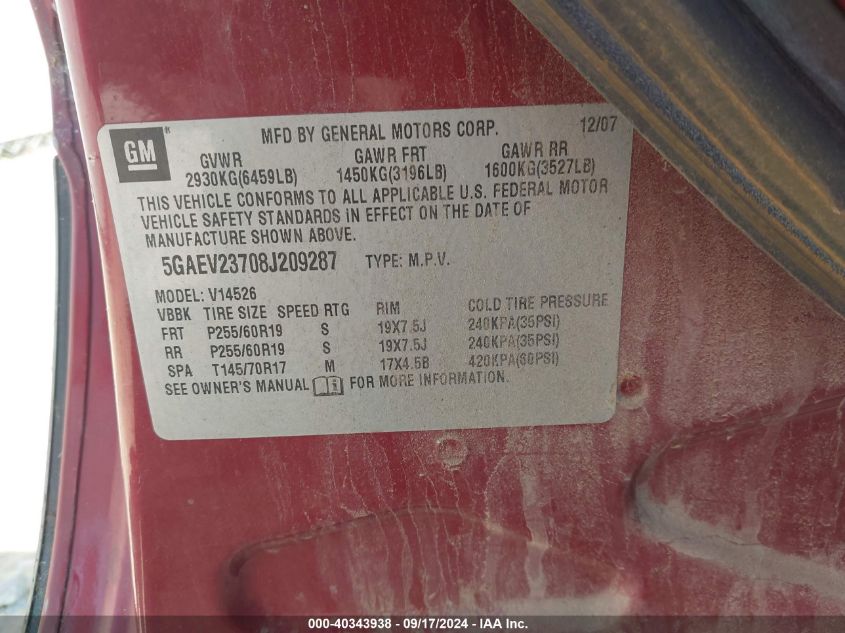 GM®
MFD BY GENERAL MOTORS CORP. 12/07
GVWR GAWR FRT GAWR RR
2930KG(6459LB) 1450KG(3196LB) 1600KG(3527LB)
THIS VEHICLE CONFORMS TO ALL APPLICABLE U.S. FEDERAL MOTOR
VEHICLE SAFETY STANDARDS IN EFFECT ON THE DATE OF
MANUFACTURE SHOWN ABOVE.
5GAEV23708J209287 TYPE: M.P.V.
MODEL: V14526
VBBK TIRE SIZE SPEED RTG RIM COLD TIRE PRESSURE
FRT P255/60R19 S 19X7.5J 240KPA(35PSI)
RR P255/60R19 S 19X7.5J 240KPA(35PSI)
SPA T145/70R17 M 17X4.5B 420KPA(60PSI)
SEE OWNER'S MANUAL FOR MORE INFORMATION.
000-40343938 - 09/17/2024 - IAA Inc.